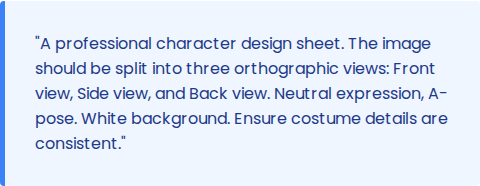 "A professional character design sheet. The image
should be split into three orthographic views: Front
view, Side view, and Back view. Neutral expression, A-
pose. White background. Ensure costume details are
consistent."